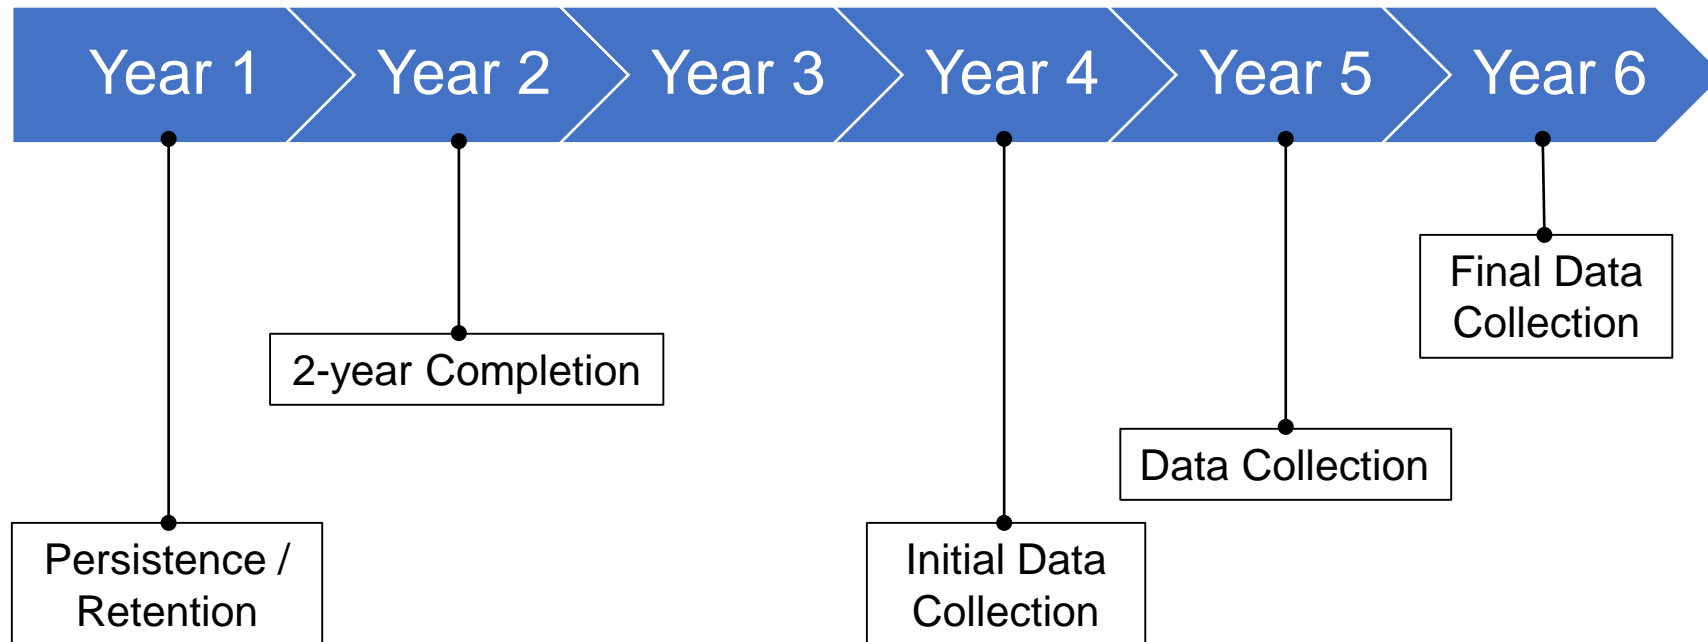 Year 1
Year 2
Year 3
Year 4
Year 5
Year 6
Final Data
Collection
2-year Completion
Data Collection
Persistence /
Retention
Initial Data
Collection